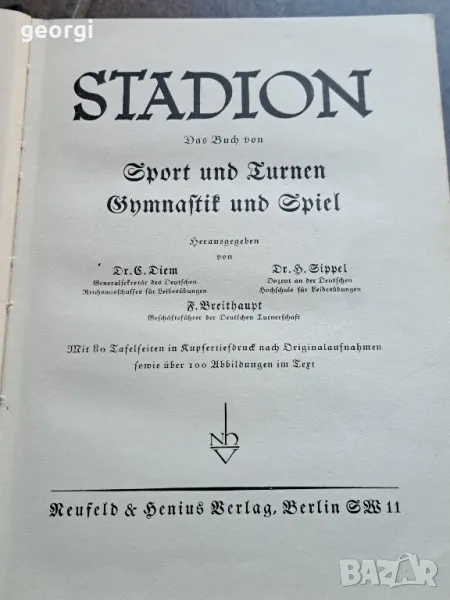 georgi
STADION
Das Buch von
Sport und Turnen
Gymnastik und Spiel
Herausgegeben
von
Dr. C. Diem
Generalsekretär des Deutschen
Reichsausschusses für Leibesübungen
Dr. H. Sippel
Dozent an der Deutschen
Hochschule für Leibesübungen
F. Breithaupt
Geschäftsführer der Deutschen Turnerschaft
Mit 80 Tafelseiten in Kupfertiefdruck nach Originalaufnahmen
sowie über 100 Abbildungen im Text
NhV
Neufeld & Henius Verlag, Berlin SW 11
BAZAR